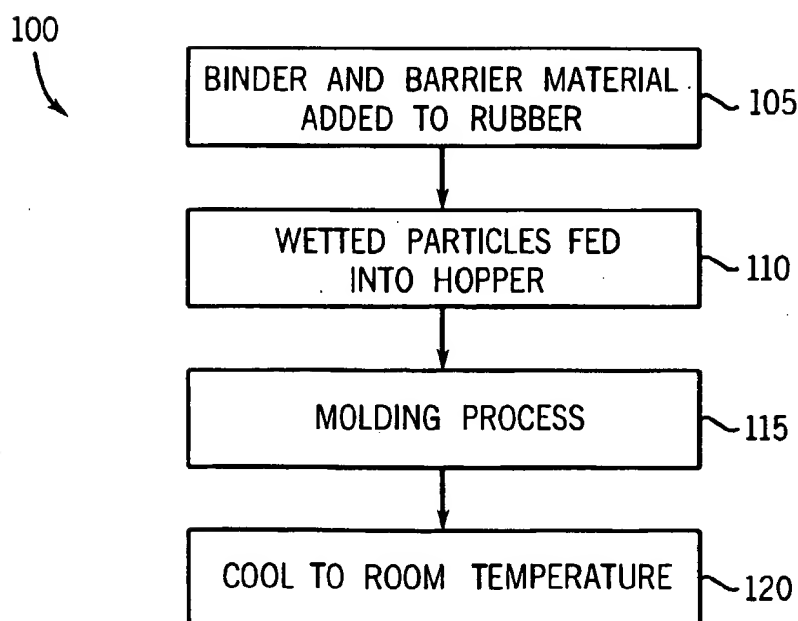 100
BINDER AND BARRIER MATERIAL
ADDED TO RUBBER
105
WETTED PARTICLES FED
INTO HOPPER
110
MOLDING PROCESS
115
COOL TO ROOM TEMPERATURE
120